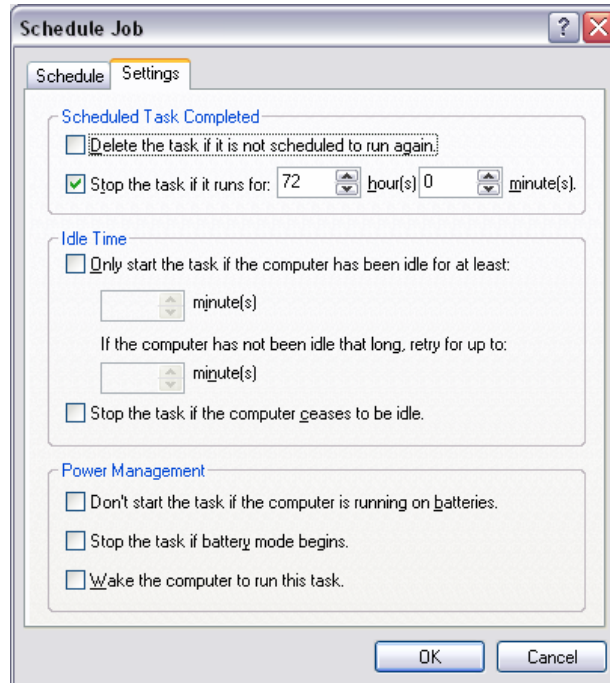 Schedule Job
Schedule Settings
Scheduled Task Completed
Delete the task if it is not scheduled to run again.
Stop the task if it runs for: 72 hour(s) 0 minute(s).
Idle Time
Only start the task if the computer has been idle for at least:
minute(s)
If the computer has not been idle that long, retry for up to:
minute(s)
Stop the task if the computer ceases to be idle.
Power Management
Don't start the task if the computer is running on batteries.
Stop the task if battery mode begins.
Wake the computer to run this task.
OK Cancel